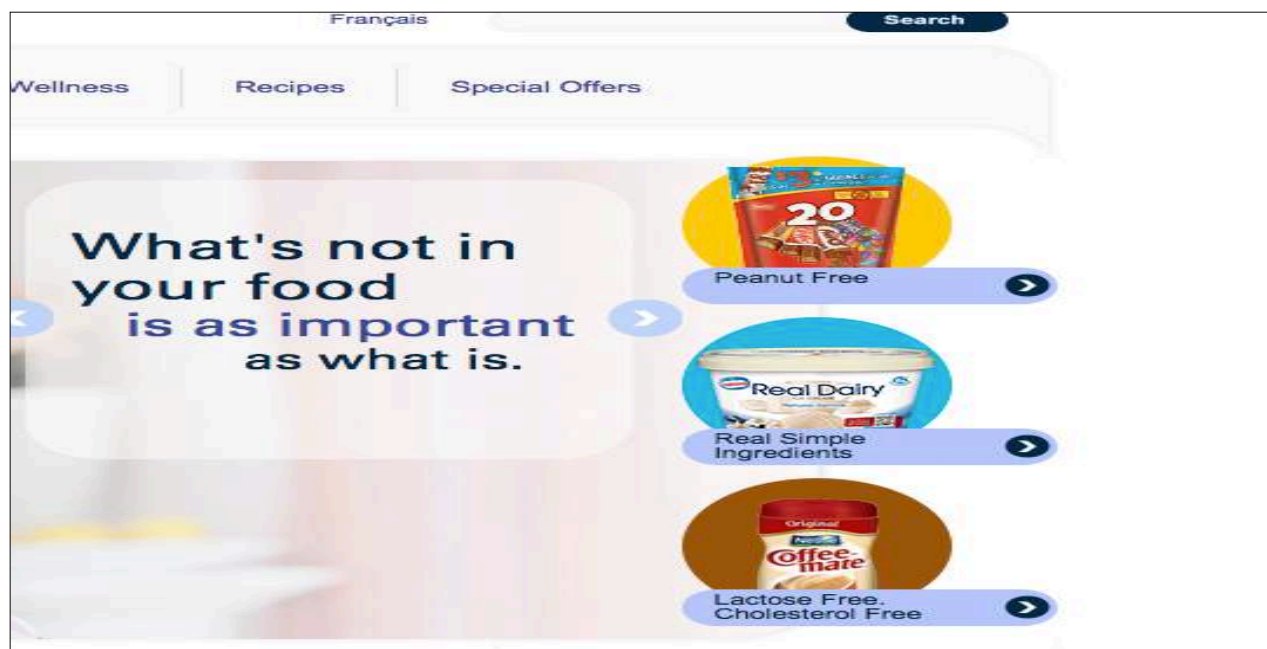 Français
Search
Wellness
Recipes
Special Offers
What's not in
your food
is as important
as what is.
20
Peanut Free
Real Dairy
Real Simple
Ingredients
Original
Nestlé
Coffee-
mate
Lactose Free.
Cholesterol Free